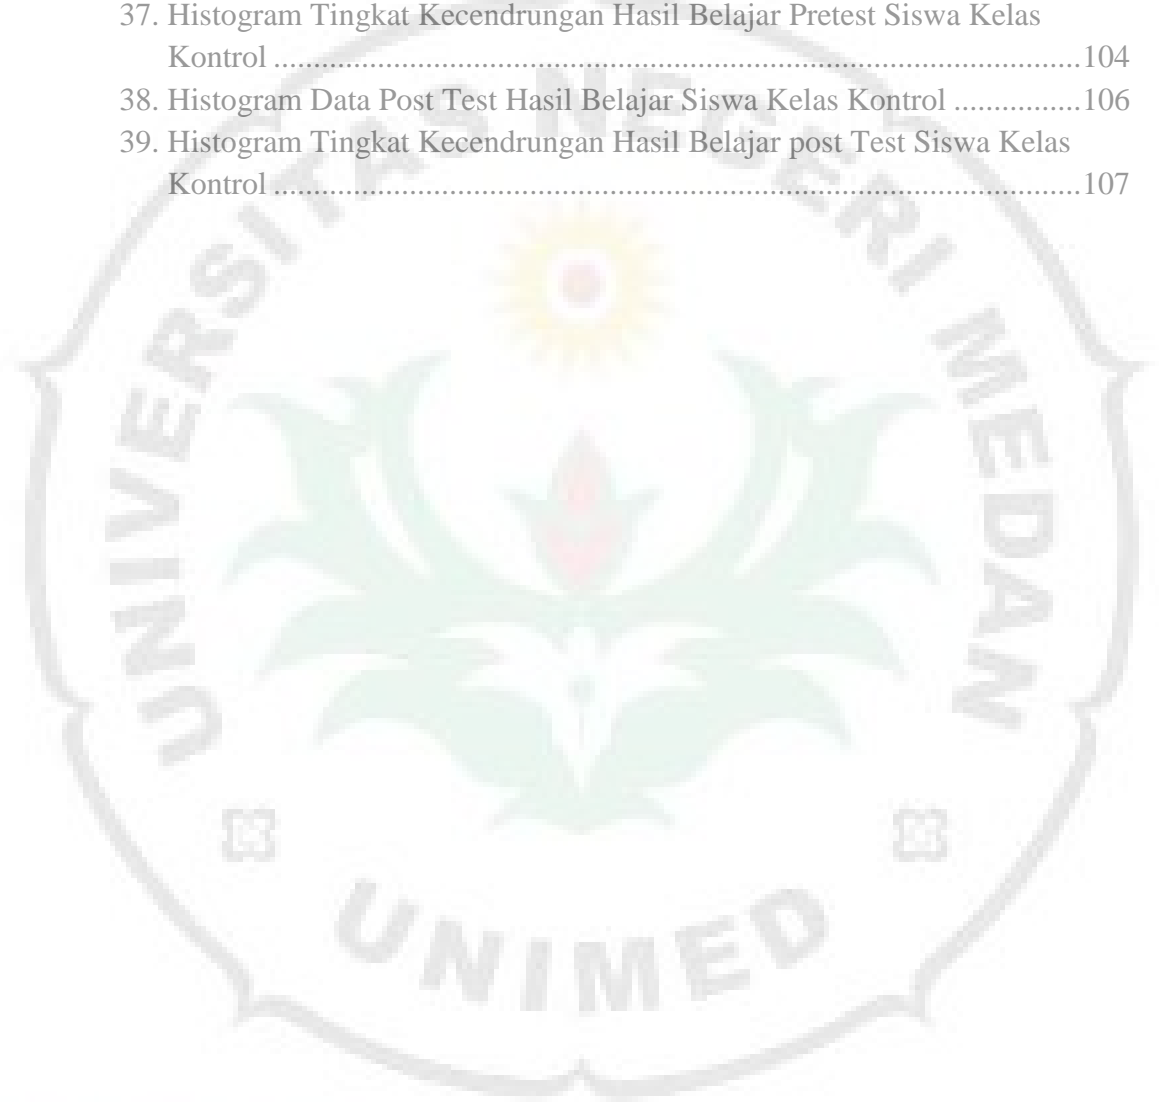 37. Histogram Tingkat Kecendrungan Hasil Belajar Pretest Siswa Kelas
Kontrol ......................................................................................................104
38. Histogram Data Post Test Hasil Belajar Siswa Kelas Kontrol ................106
39. Histogram Tingkat Kecendrungan Hasil Belajar post Test Siswa Kelas
Kontrol ......................................................................................................107
UNIVERSITAS NEGERI MEDAN
UNIMED